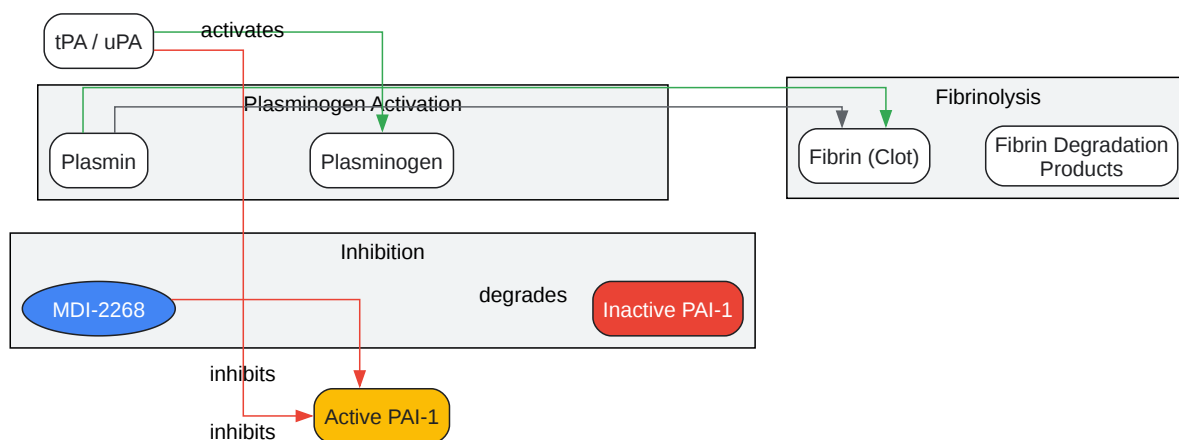 tPA / uPA
activates
Plasminogen Activation
Plasmin
Plasminogen
Fibrinolysis
Fibrin (Clot)
Fibrin Degradation
Products
Inhibition
MDI-2268
degrades
Inactive PAI-1
inhibits
Active PAI-1
inhibits